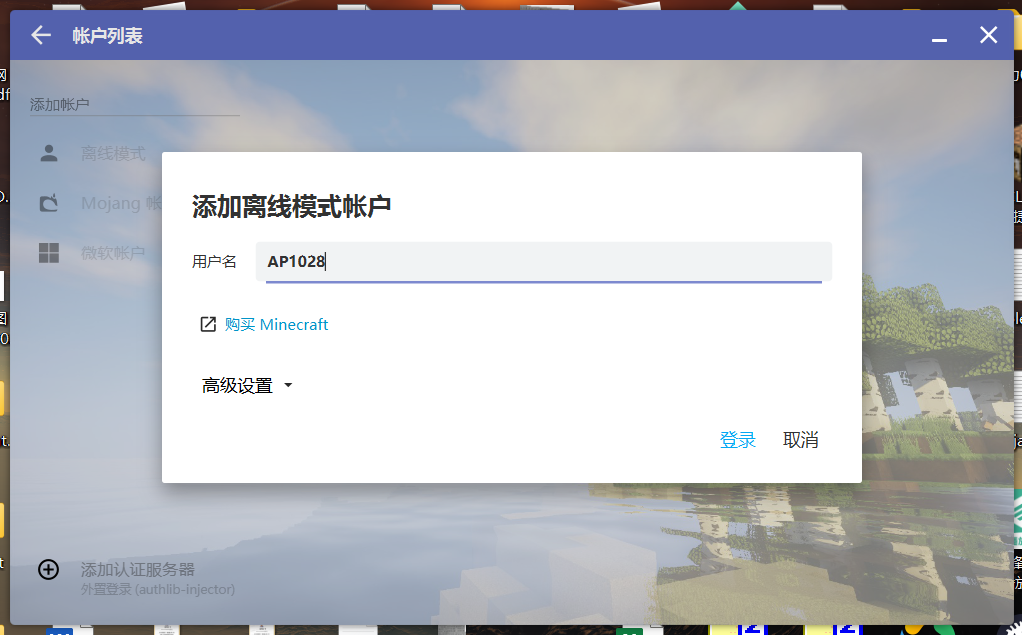 帐户列表
添加帐户
离线模式
Mojang 帐
微软帐户
添加离线模式帐户
用户名 AP1028
购买 Minecraft
高级设置
登录 取消
添加认证服务器
外置登录 (authlib-injector)